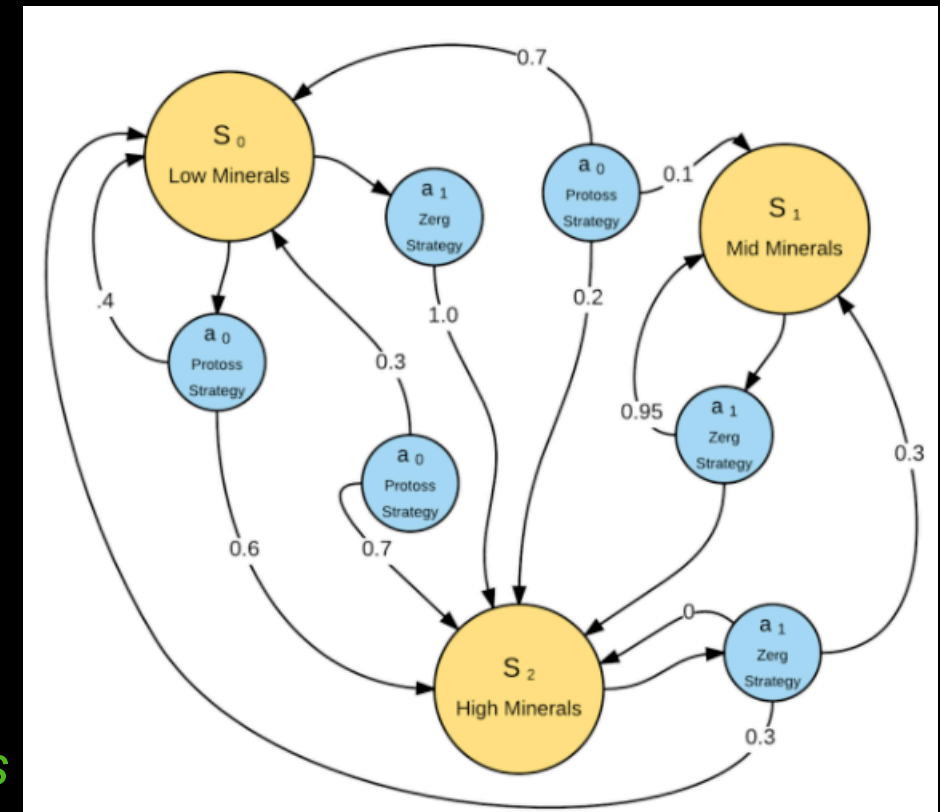 0.7
S 0
Low Minerals
a 1
Zerg
Strategy
a 0
Protoss
Strategy
0.1
S 1
Mid Minerals
.4
a 0
Protoss
Strategy
1.0
0.2
0.3
0.95
a 1
Zerg
Strategy
0.3
a 0
Protoss
Strategy
0.6
0.7
0
a 1
Zerg
Strategy
S 2
High Minerals
0.3
s